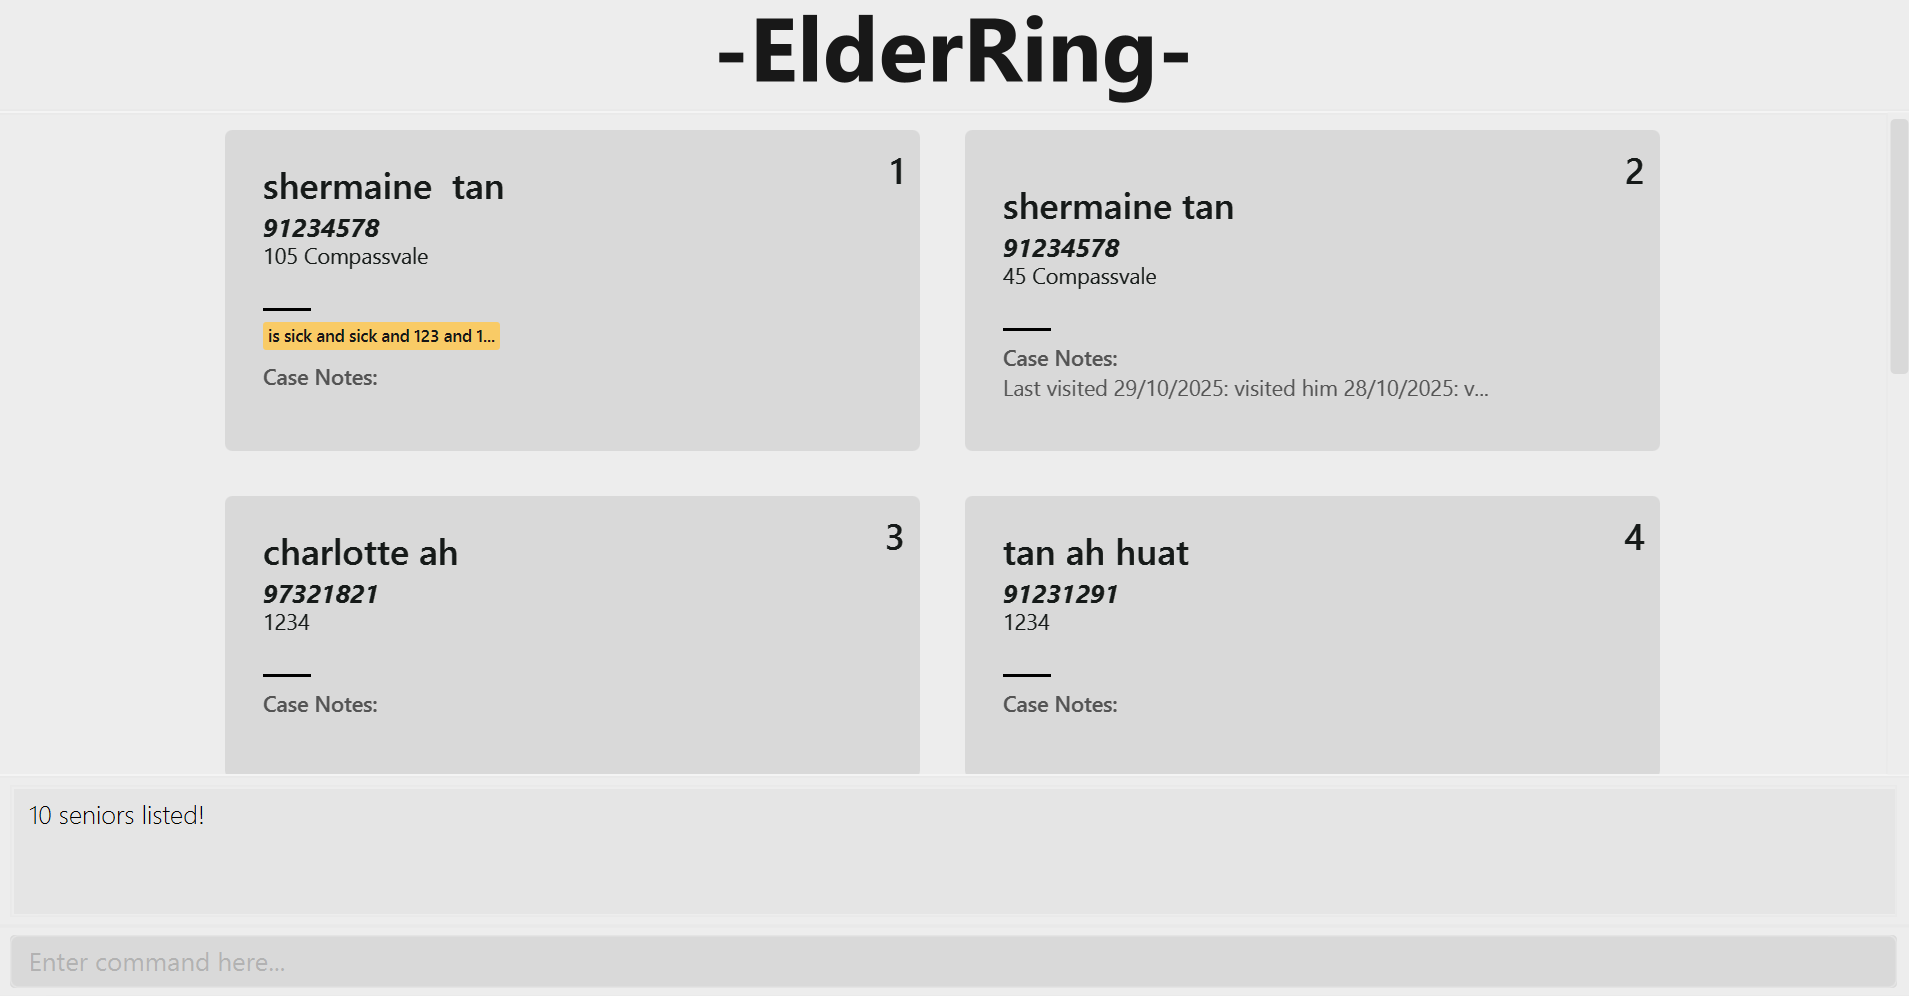 -ElderRing-
1
shermaine  tan
91234578
105 Compassvale
is sick and sick and 123 and 1...
Case Notes:
2
shermaine tan
91234578
45 Compassvale
Case Notes:
Last visited 29/10/2025: visited him 28/10/2025: v...
3
charlotte ah
97321821
1234
Case Notes:
4
tan ah huat
91231291
1234
Case Notes:
10 seniors listed!
Enter command here...